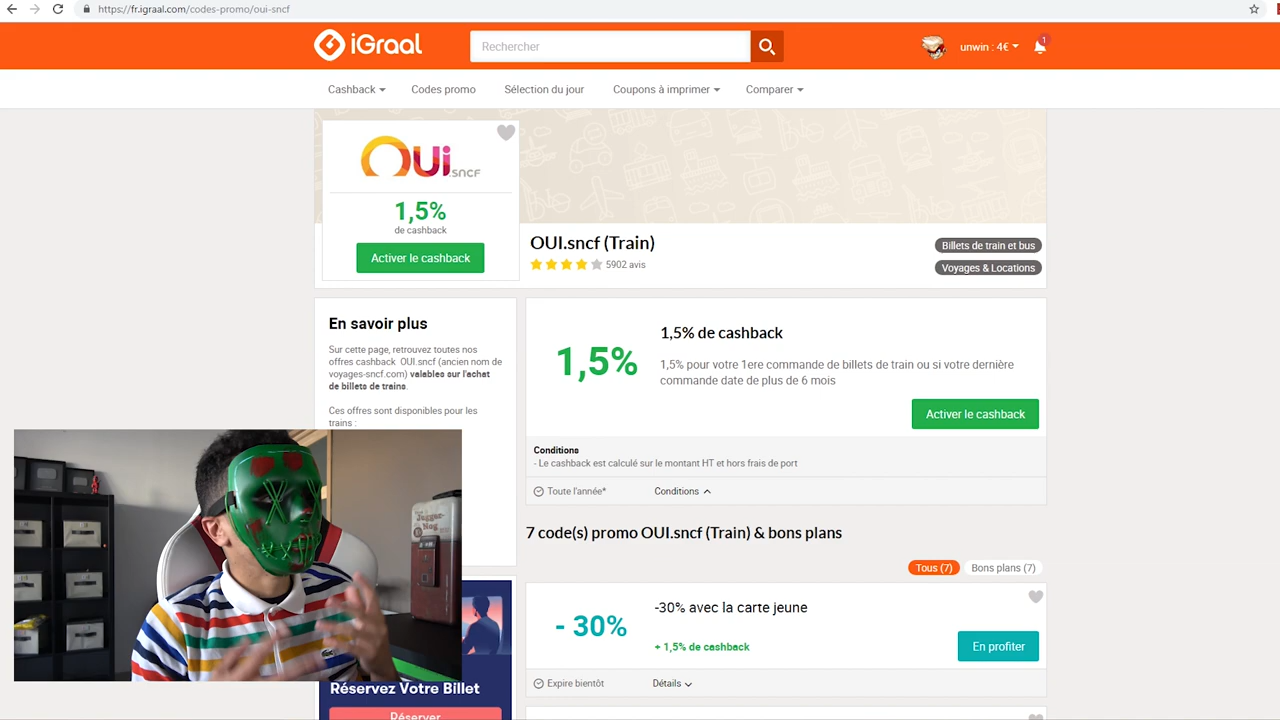 https://fr.igraal.com/codes-promo/oui-sncf
iGraal
Rechercher
unwin : 4€
1
Cashback
Codes promo
Sélection du jour
Coupons à imprimer
Comparer
OUi.sncf
1,5%
de cashback
Activer le cashback
OUI.sncf (Train)
5902 avis
Billets de train et bus
Voyages & Locations
En savoir plus
Sur cette page, retrouvez toutes nos
offres cashback OUI.sncf (ancien nom de
voyages-sncf.com) valables sur l'achat
de billets de trains.
Ces offres sont disponibles pour les
trains :
1,5%
1,5% de cashback
1,5% pour votre 1ere commande de billets de train ou si votre dernière
commande date de plus de 6 mois
Activer le cashback
Conditions
- Le cashback est calculé sur le montant HT et hors frais de port
Toute l'année*
Conditions
7 code(s) promo OUI.sncf (Train) & bons plans
Tous (7)
Bons plans (7)
- 30%
-30% avec la carte jeune
+ 1,5% de cashback
En profiter
Expire bientôt
Détails
Réservez Votre Billet
Réserver